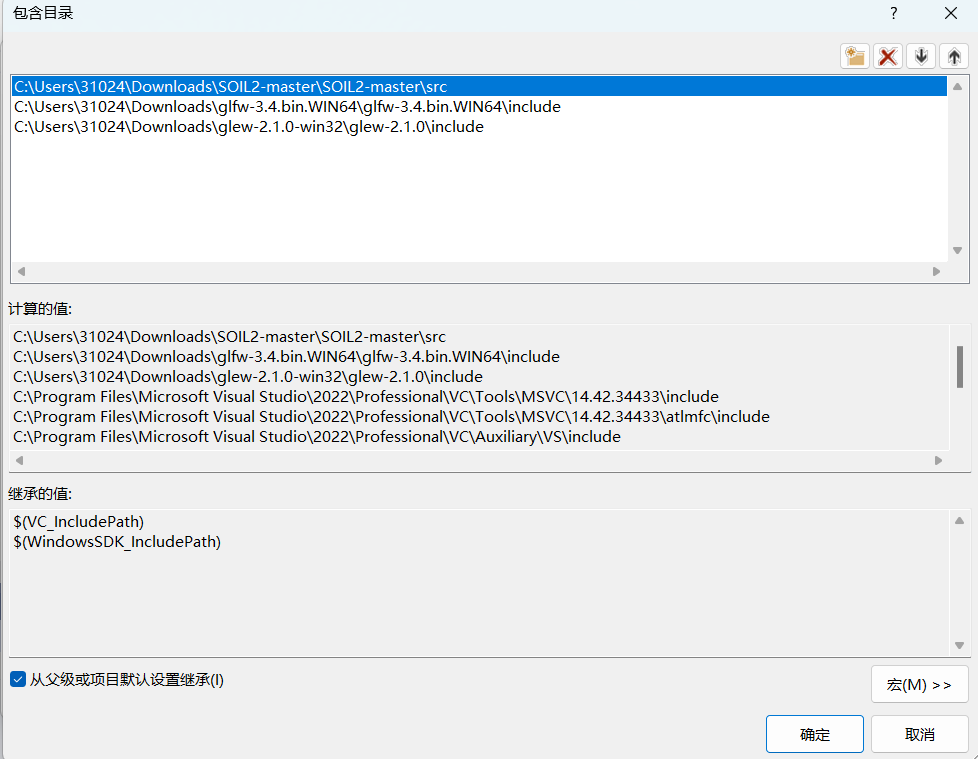 包含目录
?
C:\Users\31024\Downloads\SOIL2-master\SOIL2-master\src
C:\Users\31024\Downloads\glfw-3.4.bin.WIN64\glfw-3.4.bin.WIN64\include
C:\Users\31024\Downloads\glew-2.1.0-win32\glew-2.1.0\include
计算的值:
C:\Users\31024\Downloads\SOIL2-master\SOIL2-master\src
C:\Users\31024\Downloads\glfw-3.4.bin.WIN64\glfw-3.4.bin.WIN64\include
C:\Users\31024\Downloads\glew-2.1.0-win32\glew-2.1.0\include
C:\Program Files\Microsoft Visual Studio\2022\Professional\VC\Tools\MSVC\14.42.34433\include
C:\Program Files\Microsoft Visual Studio\2022\Professional\VC\Tools\MSVC\14.42.34433\atlmfc\include
C:\Program Files\Microsoft Visual Studio\2022\Professional\VC\Auxiliary\VS\include
继承的值:
$(VC_IncludePath)
$(WindowsSDK_IncludePath)
从父级或项目默认设置继承(I)
宏(M) >>
确定
取消